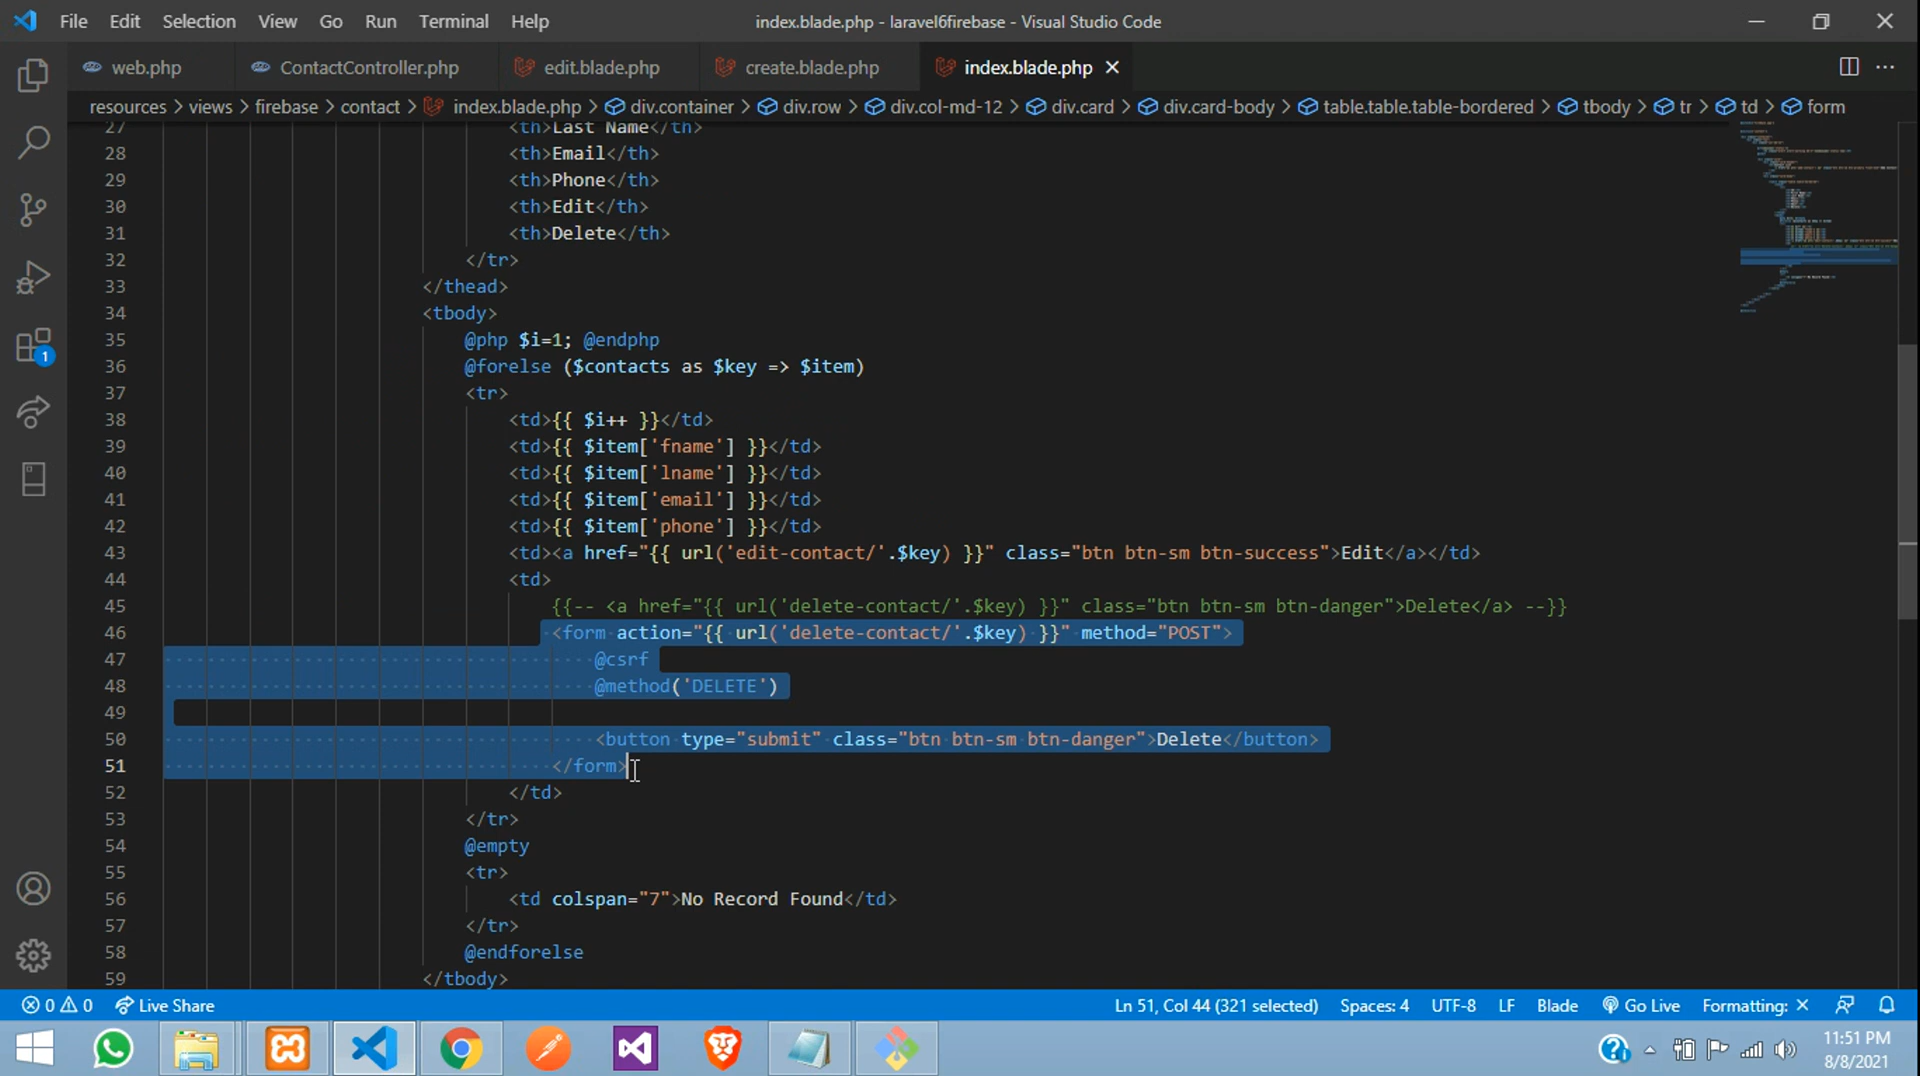 File Edit Selection View Go Run Terminal Help index.blade.php - laravel6firebase - Visual Studio Code
web.php ContactController.php edit.blade.php create.blade.php index.blade.php
resources > views > firebase > contact > index.blade.php > div.container > div.row > div.col-md-12 > div.card > div.card-body > table.table.table-bordered > tbody > tr > td > form
27 <th>Last Name</th>
28 <th>Email</th>
29 <th>Phone</th>
30 <th>Edit</th>
31 <th>Delete</th>
32 </tr>
33 </thead>
34 <tbody>
35 @php $i=1; @endphp
36 @forelse ($contacts as $key => $item)
37 <tr>
38 <td>{{ $i++ }}</td>
39 <td>{{ $item['fname'] }}</td>
40 <td>{{ $item['lname'] }}</td>
41 <td>{{ $item['email'] }}</td>
42 <td>{{ $item['phone'] }}</td>
43 <td><a href="{{ url('edit-contact/'.$key) }}" class="btn btn-sm btn-success">Edit</a></td>
44 <td>
45 {{-- <a href="{{ url('delete-contact/'.$key) }}" class="btn btn-sm btn-danger">Delete</a> --}}
46 <form action="{{ url('delete-contact/'.$key) }}" method="POST">
47 @csrf
48 @method('DELETE')
49
50 <button type="submit" class="btn btn-sm btn-danger">Delete</button>
51 </form>
52 </td>
53 </tr>
54 @empty
55 <tr>
56 <td colspan="7">No Record Found</td>
57 </tr>
58 @endforelse
59 </tbody>
1
0 0 Live Share Ln 51, Col 44 (321 selected) Spaces: 4 UTF-8 LF Blade Go Live Formatting: ×
11:51 PM
8/8/2021